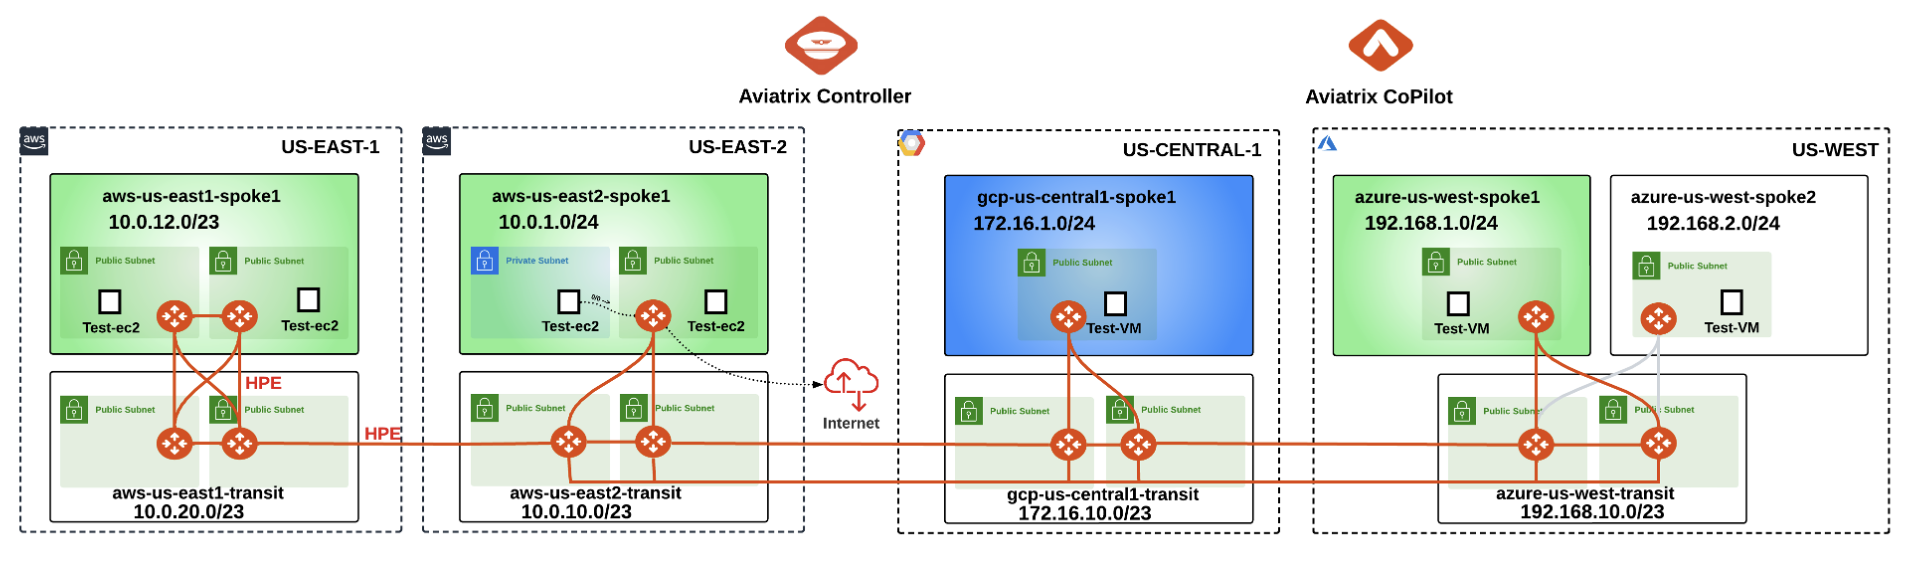 Aviatrix Controller
Aviatrix CoPilot
aws
US-EAST-1
aws-us-east1-spoke1
10.0.12.0/23
Public Subnet
Public Subnet
Test-ec2
Test-ec2
HPE
Public Subnet
Public Subnet
HPE
aws-us-east1-transit
10.0.20.0/23
aws
US-EAST-2
aws-us-east2-spoke1
10.0.1.0/24
Private Subnet
Public Subnet
0/0
Test-ec2
Test-ec2
Internet
Public Subnet
Public Subnet
aws-us-east2-transit
10.0.10.0/23
US-CENTRAL-1
gcp-us-central1-spoke1
172.16.1.0/24
Public Subnet
Test-VM
Public Subnet
Public Subnet
gcp-us-central1-transit
172.16.10.0/23
US-WEST
azure-us-west-spoke1
192.168.1.0/24
Public Subnet
Test-VM
azure-us-west-spoke2
192.168.2.0/24
Public Subnet
Test-VM
Public Subnet
Public Subnet
azure-us-west-transit
192.168.10.0/23